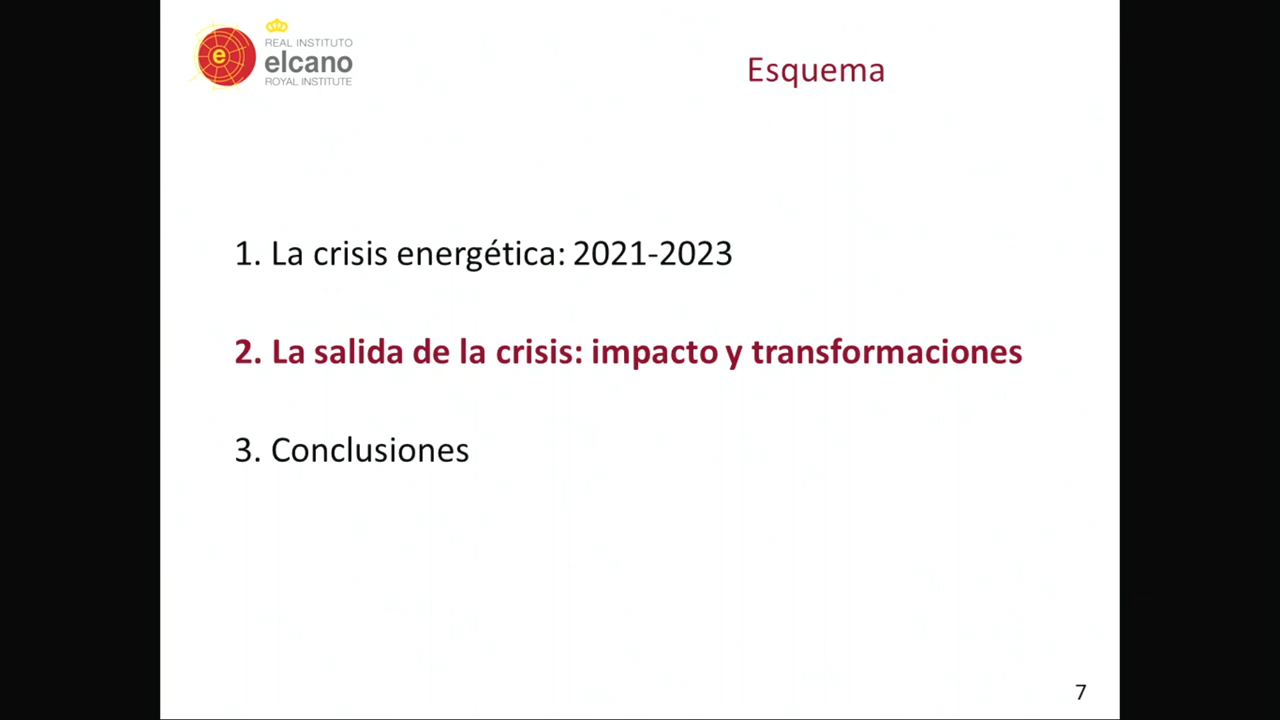 REAL INSTITUTO
elcano
ROYAL INSTITUTE
e
Esquema
1. La crisis energética: 2021-2023
2. La salida de la crisis: impacto y transformaciones
3. Conclusiones
7